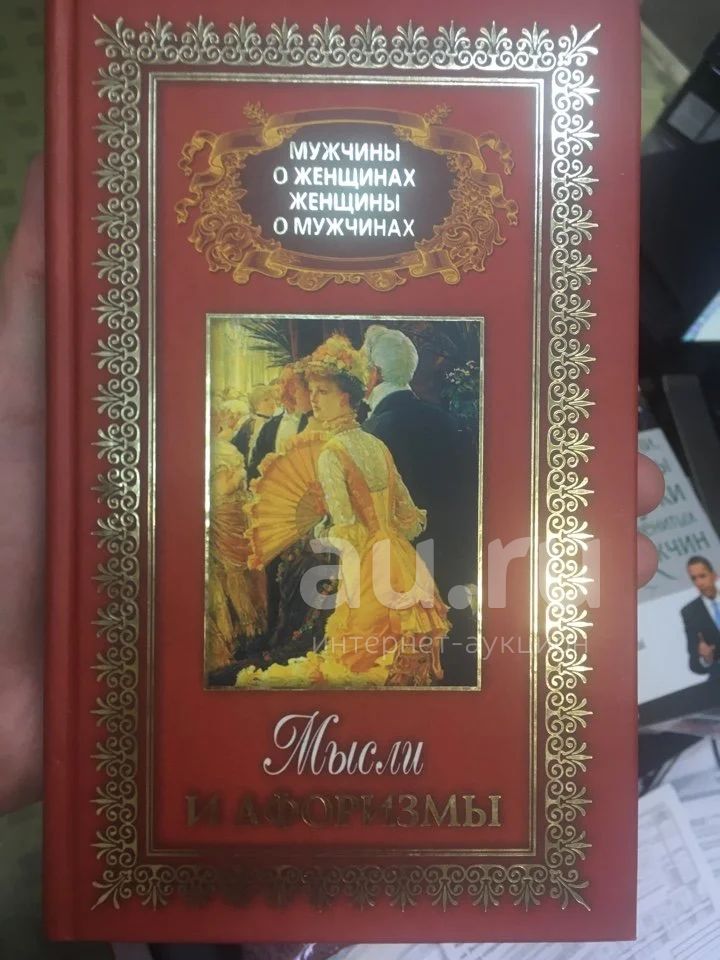 МУЖЧИНЫ
О ЖЕНЩИНАХ
ЖЕНЩИНЫ
О МУЖЧИНАХ
au.ru
интернет-аукцион
Мысли
И АФОРИЗМЫ